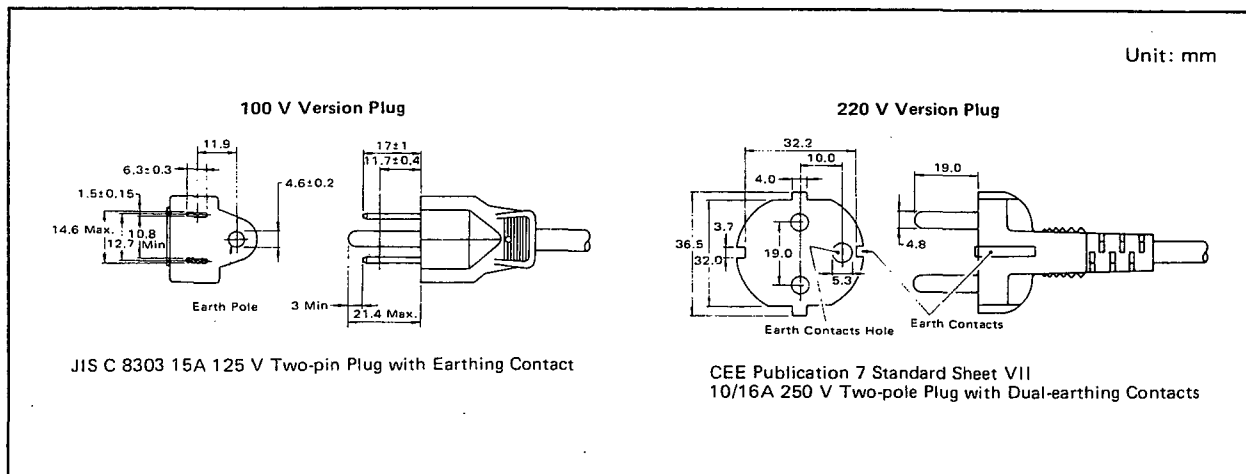 Unit: mm
100 V Version Plug
11.9
6.3±0.3
1.5±0.15
14.6 Max.
12.7
10.8
Min
4.6±0.2
Earth Pole
17±1
11.7±0.4
3 Min
21.4 Max.
JIS C 8303 15A 125 V Two-pin Plug with Earthing Contact
220 V Version Plug
32.2
10.0
4.0
3.7
36.5
32.0
19.0
5.3
Earth Contacts Hole
19.0
4.8
Earth Contacts
CEE Publication 7 Standard Sheet VII
10/16A 250 V Two-pole Plug with Dual-earthing Contacts